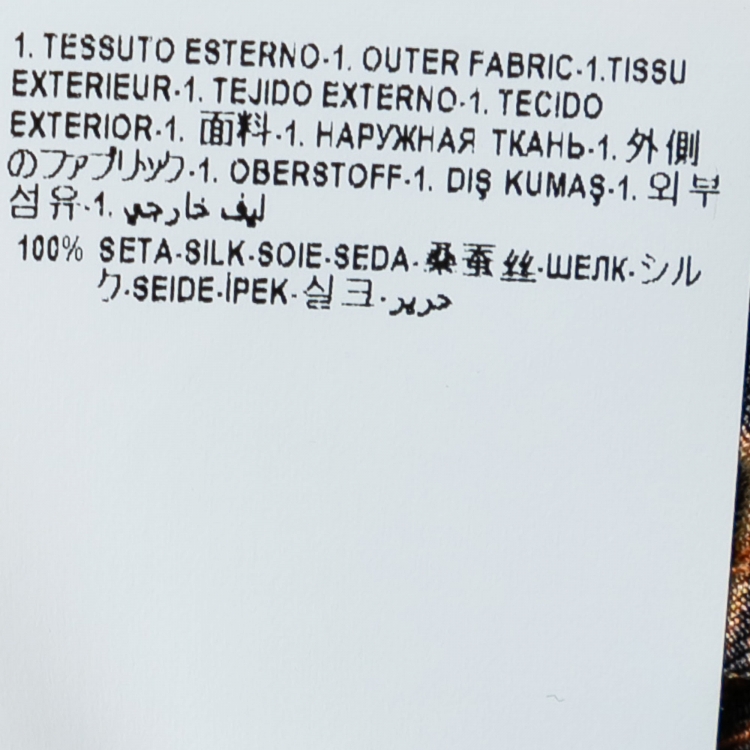 1. TESSUTO ESTERNO-1. OUTER FABRIC-1.TISSU
EXTERIEUR-1. TEJIDO EXTERNO-1. TECIDO
EXTERIOR-1. 面料-1. НАРУЖНАЯ ТКАНЬ-1. 外側
のファブリック-1. OBERSTOFF-1. DIŞ KUMAŞ-1. 외부
섬유-1. ليف خارجي
100% SETA-SILK-SOIE-SEDA-桑蚕丝-ШЕЛК-シル
ク-SEIDE-İPEK-실크-حرير